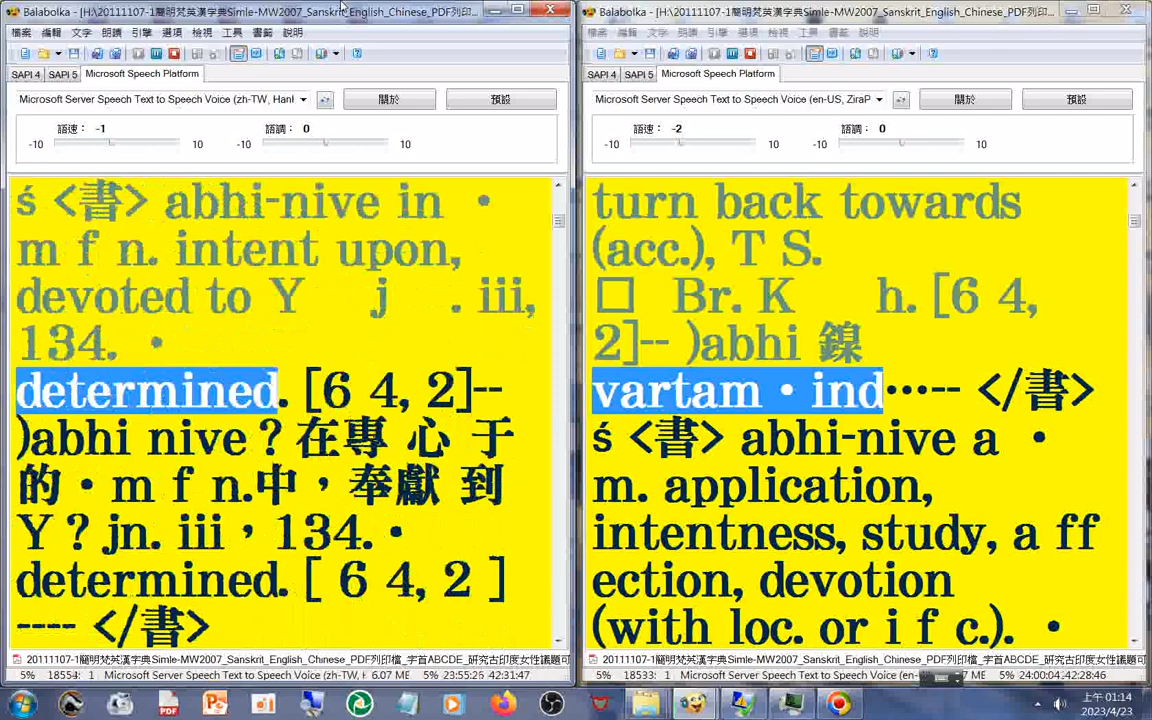 Balabolka - [H:\20111107-1簡明梵英漢字典Simle-MW2007_Sanskrit_English_Chinese_PDF列印...
檔案 編輯 文字 朗讀 引擎 選項 檢視 工具 書籤 說明
SAPI 4 SAPI 5 Microsoft Speech Platform
Microsoft Server Speech Text to Speech Voice (zh-TW, Hanl 關於 預設
語速： -1 語調： 0
-10 10 -10 10
ś <書> abhi-nive in •
m f n. intent upon,
devoted to Y j . iii,
134. •
determined. [6 4, 2]--
)abhi nive？在專 心 于
的•m f n.中，奉獻 到
Y？jn. iii，134.•
determined. [ 6 4, 2 ]
---- </書>
20111107-1簡明梵英漢字典Simle-MW2007_Sanskrit_English_Chinese_PDF列印檔_字首ABCDE_研究古印度女性議題可
5% 18554: 1 Microsoft Server Speech Text to Speech Voice (zh-TW, 6.07 ME 5% 23:55:26 42:31:47
Balabolka - [H:\20111107-1簡明梵英漢字典Simle-MW2007_Sanskrit_English_Chinese_PDF列印...
檔案 編輯 文字 朗讀 引擎 選項 檢視 工具 書籤 說明
SAPI 4 SAPI 5 Microsoft Speech Platform
Microsoft Server Speech Text to Speech Voice (en-US, ZiraP 關於 預設
語速： -2 語調： 0
-10 10 -10 10
turn back towards
(acc.), T S.
□ Br. K h. [6 4,
2]-- )abhi 鎳
vartam•ind…-- </書>
ś <書> abhi-nive a •
m. application,
intentness, study, a ff
ection, devotion
(with loc. or i f c.). •
20111107-1簡明梵英漢字典Simle-MW2007_Sanskrit_English_Chinese_PDF列印檔_字首ABCDE_研究古印度女性議題可
5% 18533: 1 Microsoft Server Speech Text to Speech Voice 5% 24:00:04 42:28:46
上午 01:14
2023/4/23